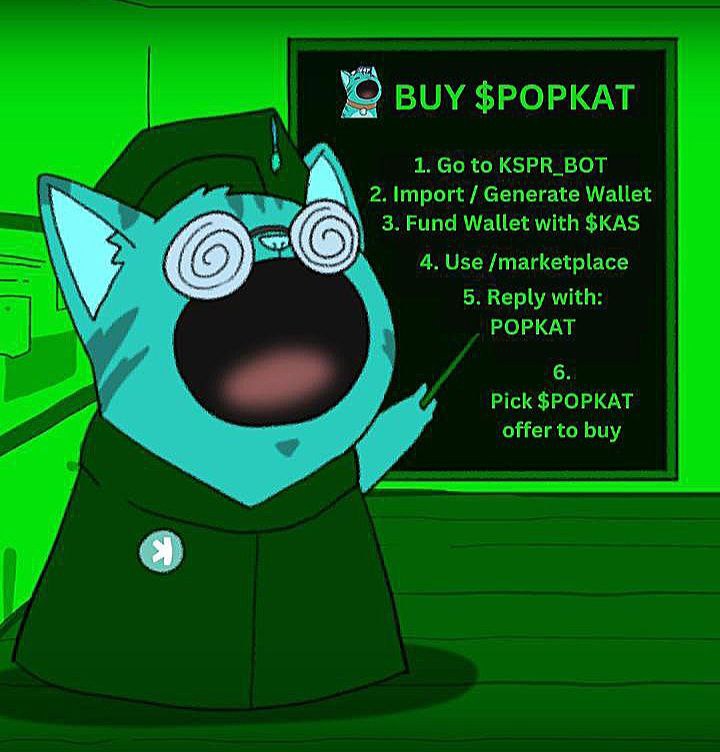 BUY $POPKAT
1. Go to KSPR_BOT
2. Import / Generate Wallet
3. Fund Wallet with $KAS
4. Use /marketplace
5. Reply with:
POPKAT
6.
Pick $POPKAT
offer to buy